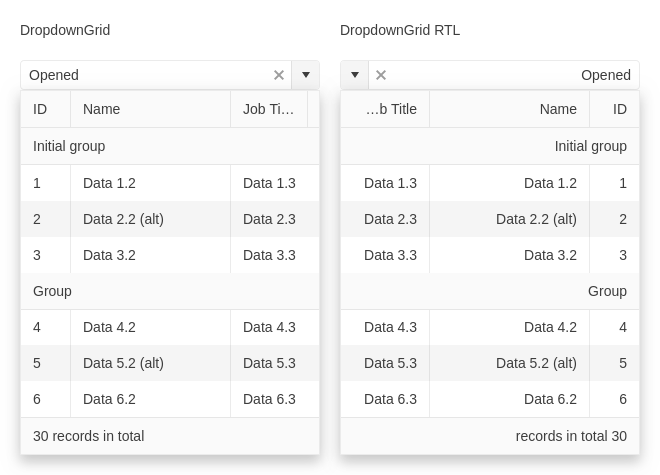 DropdownGrid
Opened
ID Name Job Ti…
Initial group
1 Data 1.2 Data 1.3
2 Data 2.2 (alt) Data 2.3
3 Data 3.2 Data 3.3
Group
4 Data 4.2 Data 4.3
5 Data 5.2 (alt) Data 5.3
6 Data 6.2 Data 6.3
30 records in total
DropdownGrid RTL
Opened
…b Title Name ID
Initial group
Data 1.3 Data 1.2 1
Data 2.3 Data 2.2 (alt) 2
Data 3.3 Data 3.2 3
Group
Data 4.3 Data 4.2 4
Data 5.3 Data 5.2 (alt) 5
Data 6.3 Data 6.2 6
records in total 30